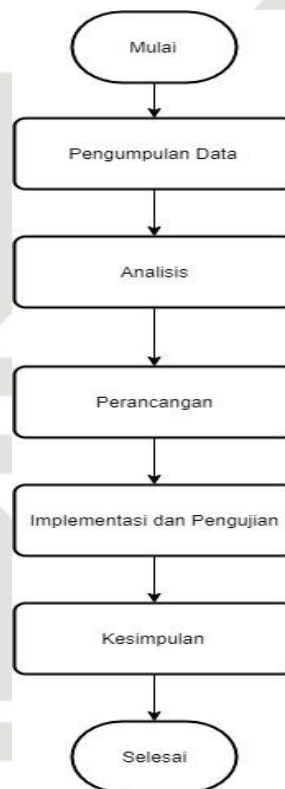 Mulai
Pengumpulan Data
Analisis
Perancangan
Implementasi dan Pengujian
Kesimpulan
Selesai